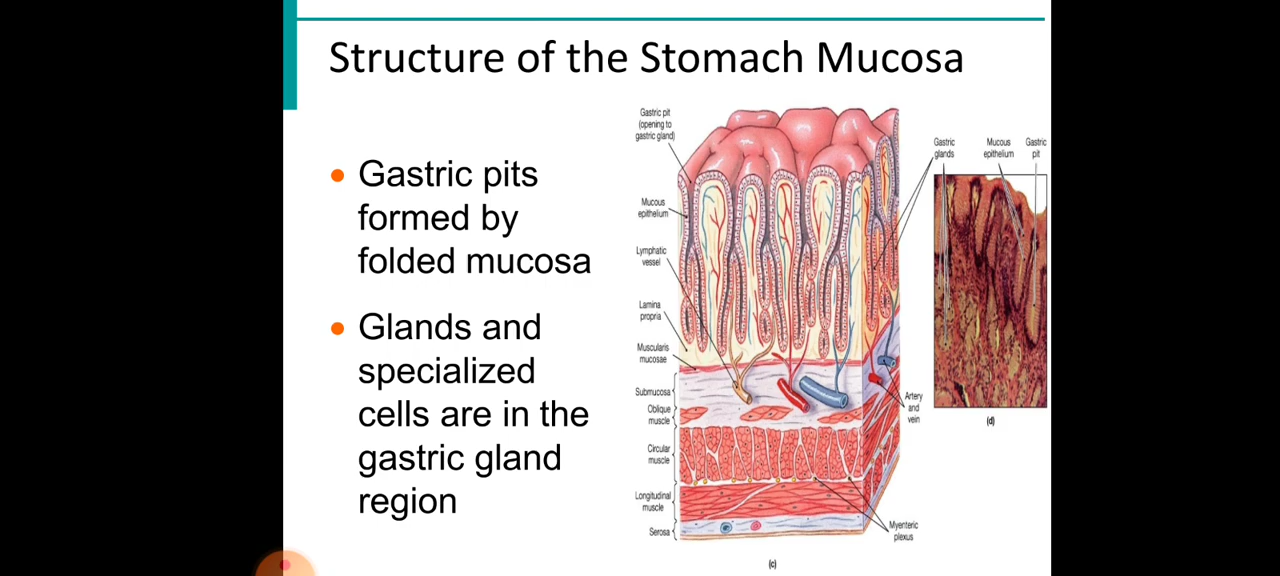 Structure of the Stomach Mucosa
• Gastric pits
formed by
folded mucosa
• Glands and
specialized
cells are in the
gastric gland
region
Gastric pit
(opening to
gastric gland)
Mucous
epithelium
Lymphatic
vessel
Lamina
propria
Muscularis
mucosae
Submucosa
Oblique
muscle
Circular
muscle
Longitudinal
muscle
Serosa
(c)
Myenteric
plexus
Artery
and
vein
Gastric
glands
Mucous
epithelium
Gastric
pit
(d)